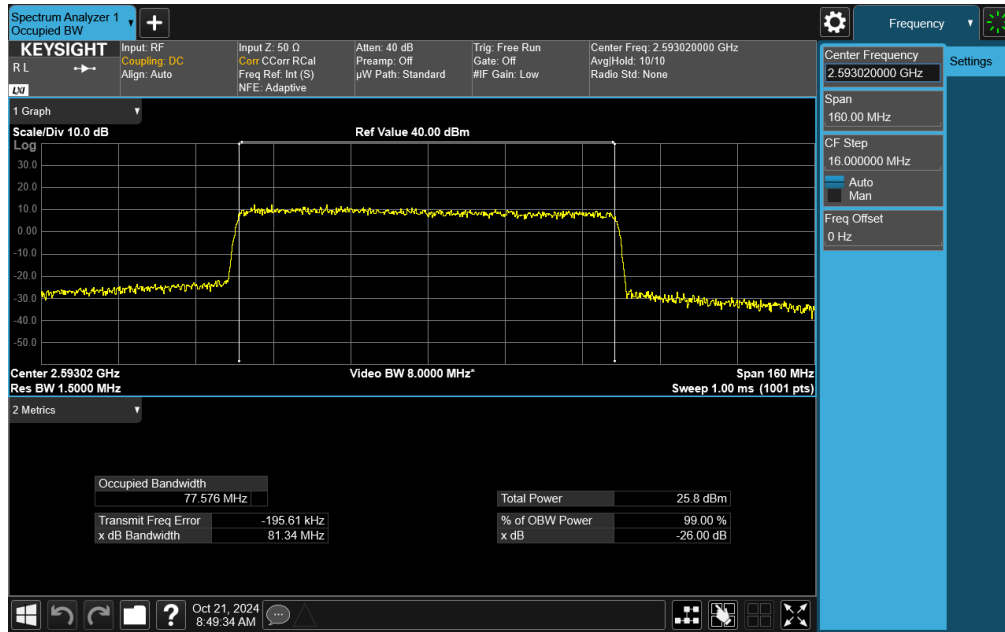 Spectrum Analyzer 1
Occupied BW
Frequency
KEYSIGHT
R L
LXI
Input: RF
Coupling: DC
Align: Auto
Input Z: 50 Ω
Corr CCorr RCal
Freq Ref: Int (S)
NFE: Adaptive
Atten: 40 dB
Preamp: Off
µW Path: Standard
Trig: Free Run
Gate: Off
#IF Gain: Low
Center Freq: 2.593020000 GHz
Avg|Hold: 10/10
Radio Std: None
Center Frequency
2.593020000 GHz
Settings
Span
160.00 MHz
CF Step
16.000000 MHz
Auto
Man
Freq Offset
0 Hz
1 Graph
Scale/Div 10.0 dB
Ref Value 40.00 dBm
Log
30.0
20.0
10.0
0.00
-10.0
-20.0
-30.0
-40.0
-50.0
Center 2.59302 GHz
Video BW 8.0000 MHz*
Span 160 MHz
Res BW 1.5000 MHz
Sweep 1.00 ms (1001 pts)
2 Metrics
Occupied Bandwidth
77.576 MHz
Total Power 25.8 dBm
Transmit Freq Error -195.61 kHz
% of OBW Power 99.00 %
x dB Bandwidth 81.34 MHz
x dB -26.00 dB
Oct 21, 2024
8:49:34 AM